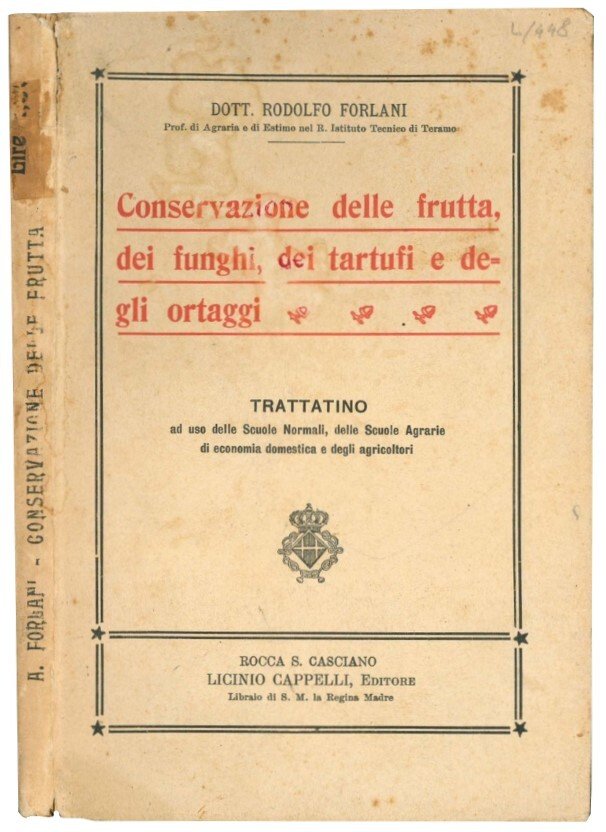 L/448
DOTT. RODOLFO FORLANI
Prof. di Agraria e di Estimo nel R. Istituto Tecnico di Teramo
Conservazione delle frutta,
dei funghi, dei tartufi e de=
gli ortaggi
TRATTATINO
ad uso delle Scuole Normali, delle Scuole Agrarie
di economia domestica e degli agricoltori
ROCCA S. CASCIANO
LICINIO CAPPELLI, EDITORE
Libraio di S. M. la Regina Madre
A. FORLANI - CONSERVAZIONE DELLE FRUTTA
Lire